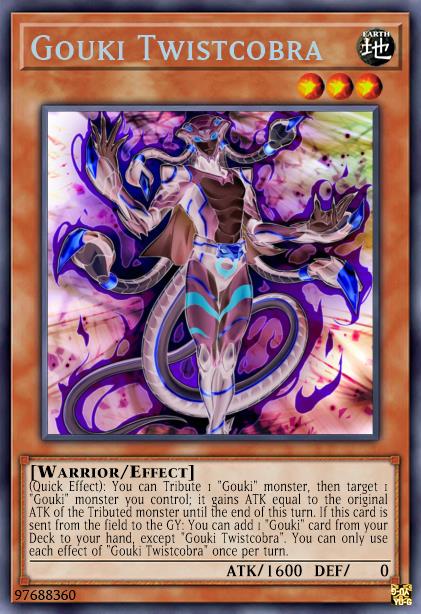 GOUKI TWISTCOBRA
EARTH
地
[WARRIOR/EFFECT]
(Quick Effect): You can Tribute 1 "Gouki" monster, then target 1
"Gouki" monster you control; it gains ATK equal to the original
ATK of the Tributed monster until the end of this turn. If this card
is sent from the field to the GY: You can add 1 "Gouki" card from your
Deck to your hand, except "Gouki Twistcobra". You can only use
each effect of "Gouki Twistcobra" once per turn.
ATK/1600 DEF/ 0
97688360